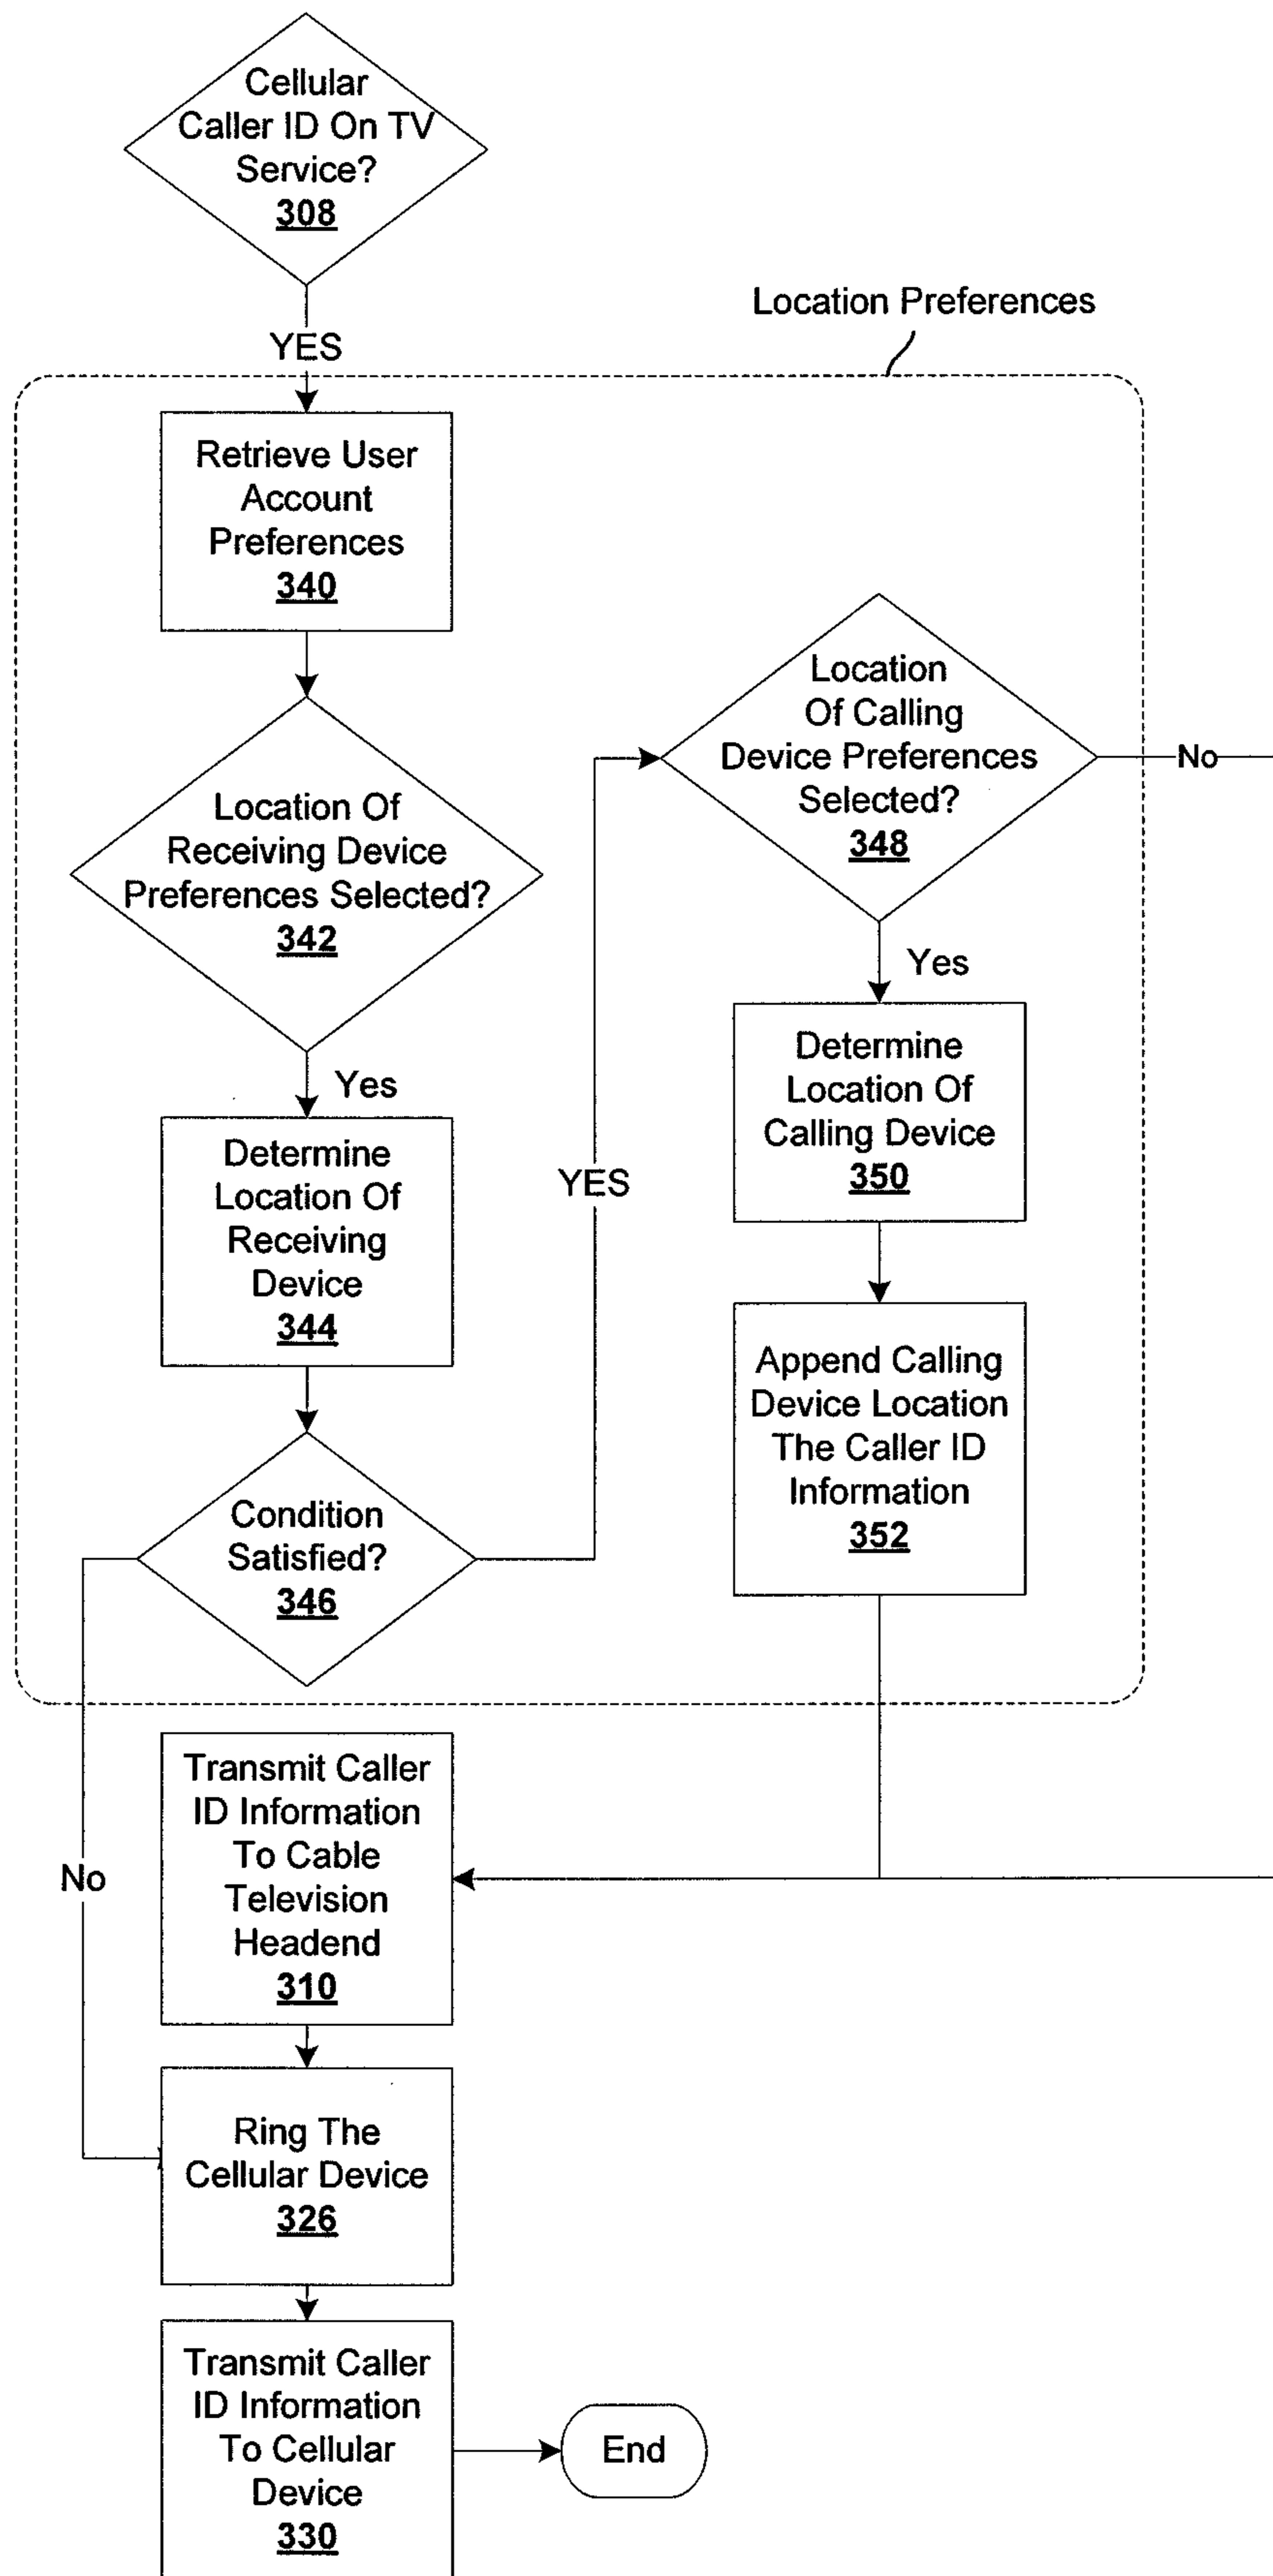 Cellular
Caller ID On TV
Service?
308
YES
Location Preferences
Retrieve User
Account
Preferences
340
Location Of
Receiving Device
Preferences Selected?
342
Yes
Determine
Location Of
Receiving
Device
344
Condition
Satisfied?
346
YES
Location
Of Calling
Device Preferences
Selected?
348
No
Yes
Determine
Location Of
Calling Device
350
Append Calling
Device Location
The Caller ID
Information
352
No
Transmit Caller
ID Information
To Cable
Television
Headend
310
Ring The
Cellular Device
326
Transmit Caller
ID Information
To Cellular
Device
330
End